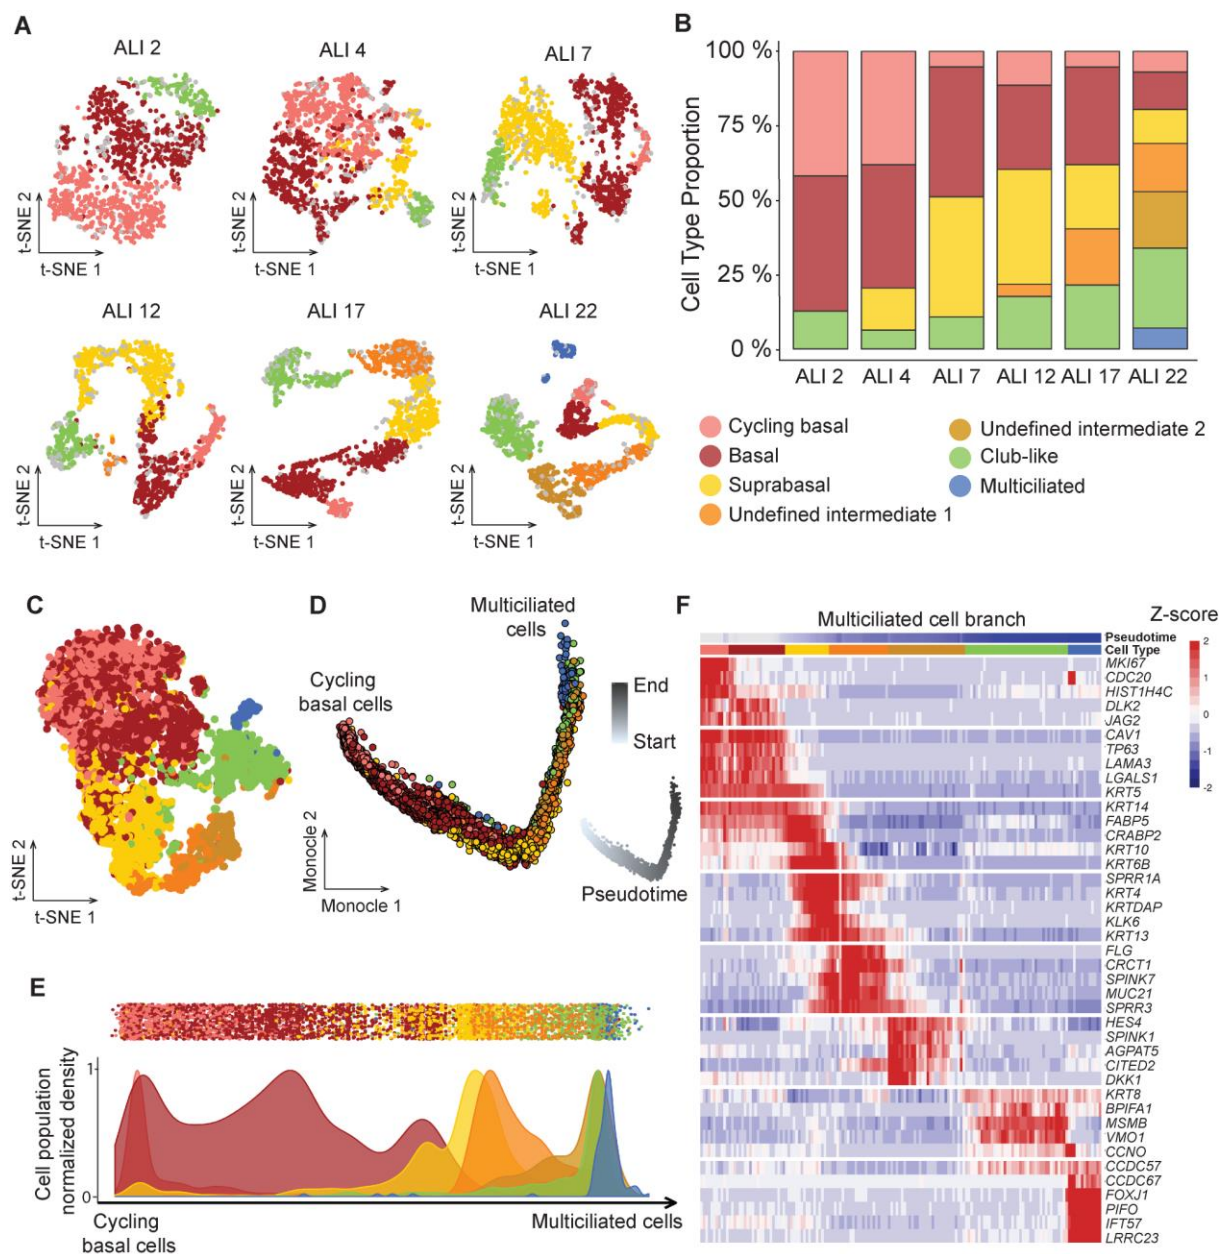 A
ALI 2
ALI 4
ALI 7
t-SNE 2
t-SNE 1
t-SNE 2
t-SNE 1
t-SNE 2
t-SNE 1
ALI 12
ALI 17
ALI 22
t-SNE 2
t-SNE 1
t-SNE 2
t-SNE 1
t-SNE 2
t-SNE 1
B
Cell Type Proportion
100 %
75 %
50 %
25 %
0 %
ALI 2 ALI 4 ALI 7 ALI 12 ALI 17 ALI 22
Cycling basal
Basal
Suprabasal
Undefined intermediate 1
Undefined intermediate 2
Club-like
Multiciliated
C
t-SNE 2
t-SNE 1
D
Multiciliated
cells
Cycling
basal cells
End
Start
Monocle 2
Monocle 1
Pseudotime
E
Cell population
normalized density
1
0
Cycling
basal cells
Multiciliated cells
F
Multiciliated cell branch
Z-score
Pseudotime
Cell Type
2
1
0
-1
-2
MKI67
CDC20
HIST1H4C
DLK2
JAG2
CAV1
TP63
LAMA3
LGALS1
KRT5
KRT14
FABP5
CRABP2
KRT10
KRT6B
SPRR1A
KRT4
KRTDAP
KLK6
KRT13
FLG
CRCT1
SPINK7
MUC21
SPRR3
HES4
SPINK1
AGPAT5
CITED2
DKK1
KRT8
BPIFA1
MSMB
VMO1
CCNO
CCDC57
CCDC67
FOXJ1
PIFO
IFT57
LRRC23